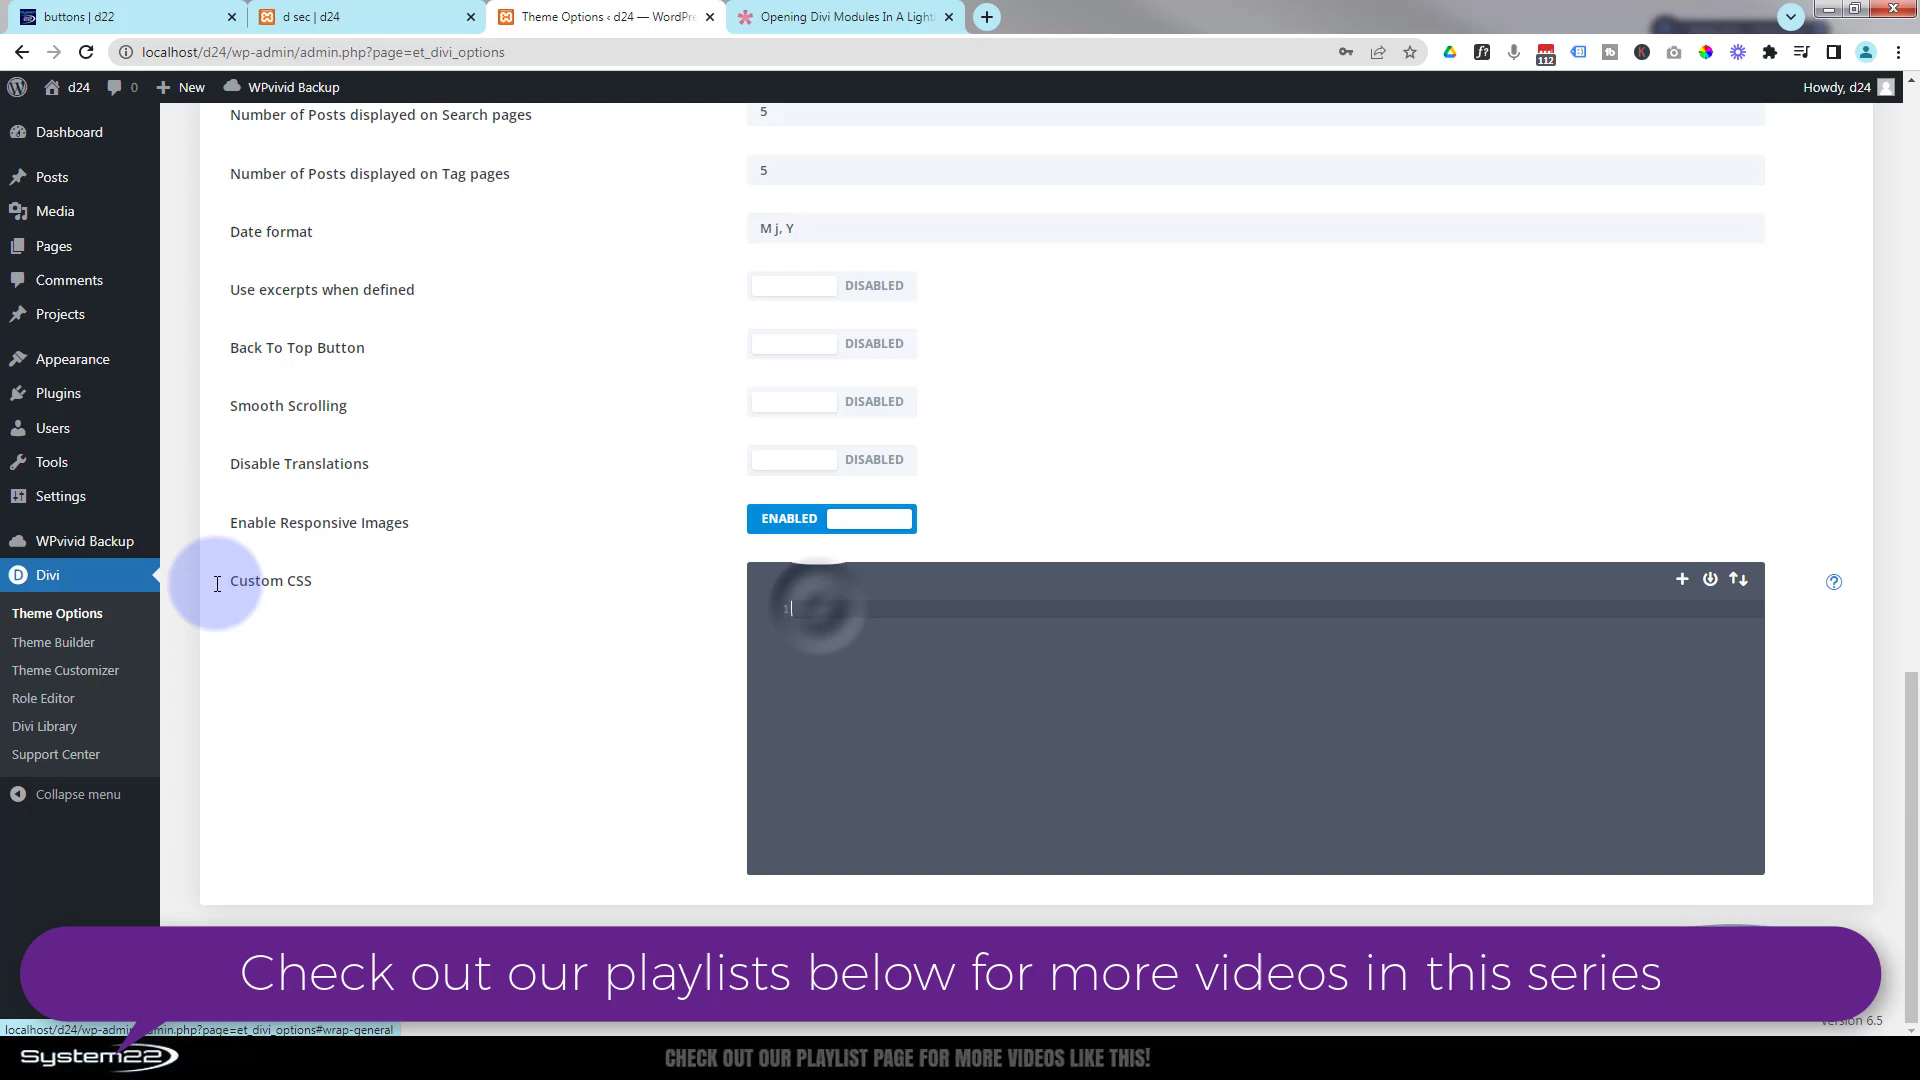 buttons | d22
d sec | d24
Theme Options ‹ d24 — WordPre
Opening Divi Modules In A Light
localhost/d24/wp-admin/admin.php?page=et_divi_options
112
d24
0
New
WPvivid Backup
Howdy, d24
Dashboard
Posts
Media
Pages
Comments
Projects
Appearance
Plugins
Users
Tools
Settings
WPvivid Backup
Divi
Theme Options
Theme Builder
Theme Customizer
Role Editor
Divi Library
Support Center
Collapse menu
Number of Posts displayed on Search pages
5
Number of Posts displayed on Tag pages
5
Date format
M j, Y
Use excerpts when defined
DISABLED
Back To Top Button
DISABLED
Smooth Scrolling
DISABLED
Disable Translations
DISABLED
Enable Responsive Images
ENABLED
Custom CSS
1
Check out our playlists below for more videos in this series
localhost/d24/wp-admin/admin.php?page=et_divi_options#wrap-general
Version 6.5
System22
CHECK OUT OUR PLAYLIST PAGE FOR MORE VIDEOS LIKE THIS!